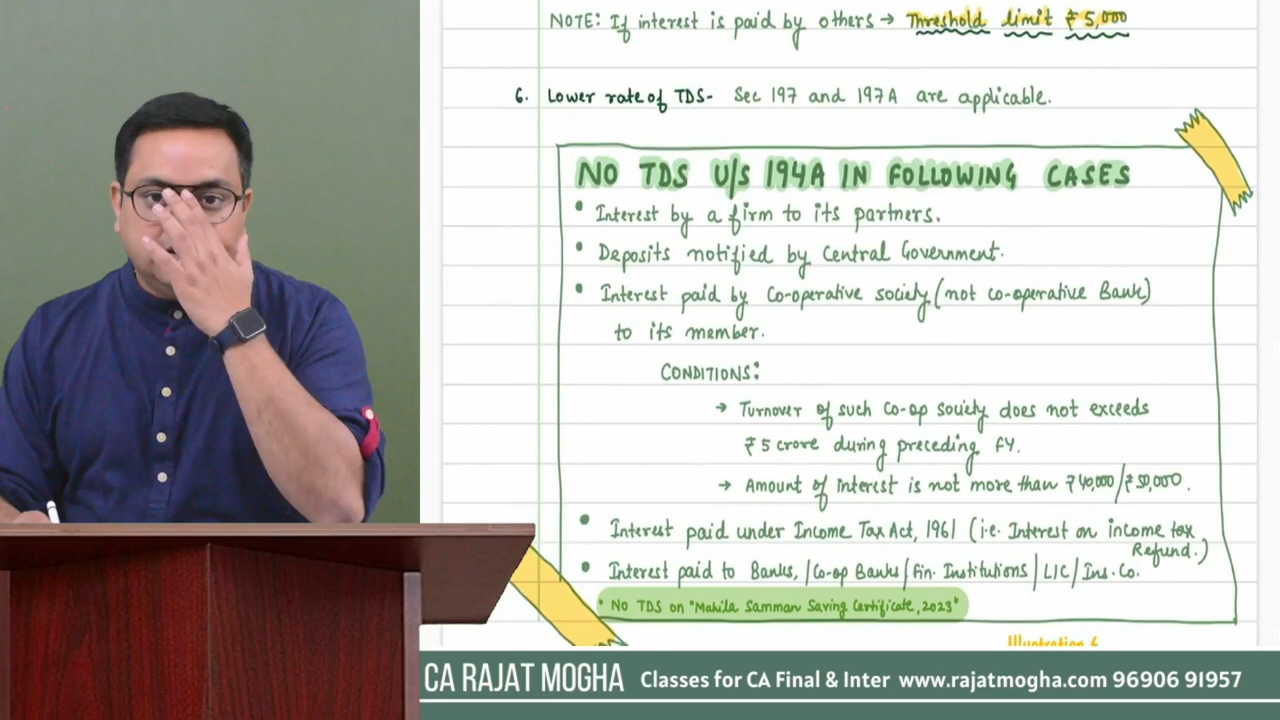 NOTE: If interest is paid by others → Threshold limit ₹ 5,000
6. Lower rate of TDS- Sec 197 and 197A are applicable.
NO TDS U/S 194A IN FOLLOWING CASES
• Interest by a firm to its partners.
• Deposits notified by Central Government.
• Interest paid by Co-operative society (not co-operative Bank)
to its member.
CONDITIONS:
→ Turnover of such Co-op society does not exceeds
₹ 5 crore during preceding FY.
→ Amount of Interest is not more than ₹ 40,000/₹ 50,000.
• Interest paid under Income Tax Act, 1961 (i.e. Interest on income tax
Refund.)
• Interest paid to Banks, /Co-op Banks/Fin. Institutions/LIC/Ins. Co.
• No TDS on "Mahila Samman Saving Certificate, 2023"
Illustration 6
CA RAJAT MOGHA Classes for CA Final & Inter www.rajatmogha.com 96906 91957